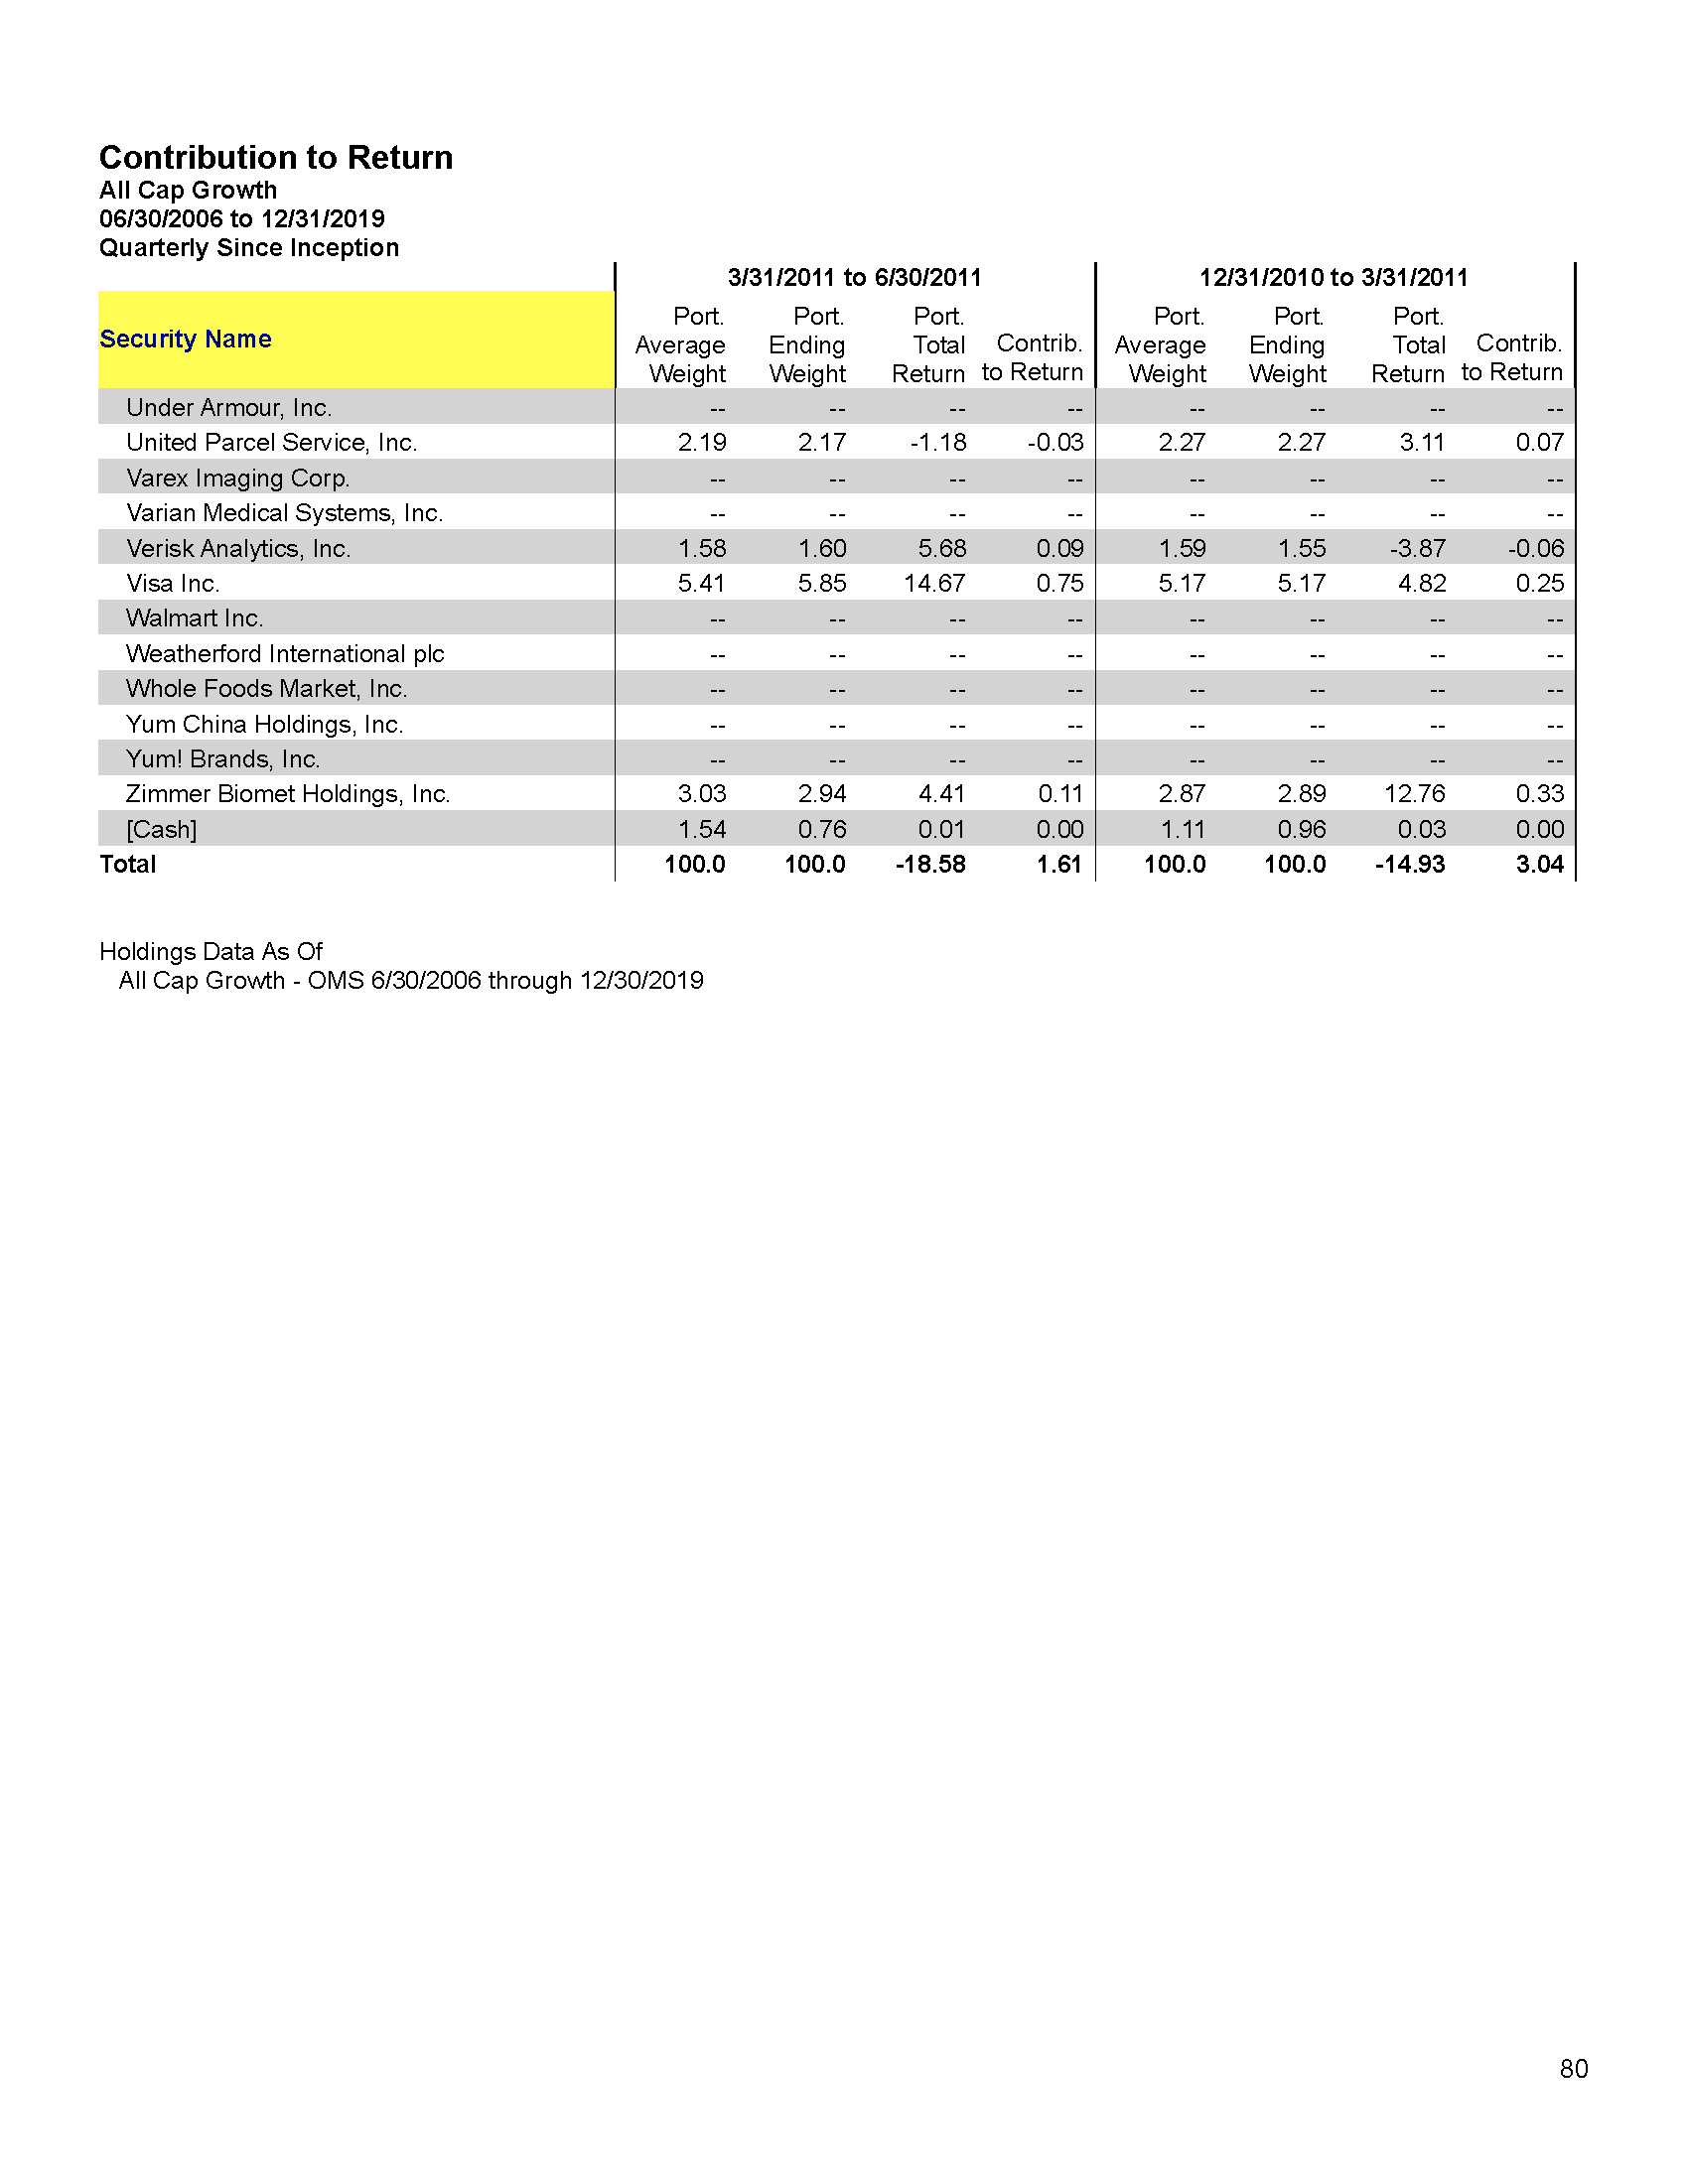 Contribution to Return
All Cap Growth
06/30/2006 to 12/31/2019
Quarterly Since Inception
3/31/2011 to 6/30/2011 12/31/2010 to 3/31/2011
Security Name Port. Average Weight Port. Ending Weight Port. Total Return Contrib. to Return Port. Average Weight Port. Ending Weight Port. Total Return Contrib. to Return
Under Armour, Inc. -- -- -- -- -- -- -- --
United Parcel Service, Inc. 2.19 2.17 -1.18 -0.03 2.27 2.27 3.11 0.07
Varex Imaging Corp. -- -- -- -- -- -- -- --
Varian Medical Systems, Inc. -- -- -- -- -- -- -- --
Verisk Analytics, Inc. 1.58 1.60 5.68 0.09 1.59 1.55 -3.87 -0.06
Visa Inc. 5.41 5.85 14.67 0.75 5.17 5.17 4.82 0.25
Walmart Inc. -- -- -- -- -- -- -- --
Weatherford International plc -- -- -- -- -- -- -- --
Whole Foods Market, Inc. -- -- -- -- -- -- -- --
Yum China Holdings, Inc. -- -- -- -- -- -- -- --
Yum! Brands, Inc. -- -- -- -- -- -- -- --
Zimmer Biomet Holdings, Inc. 3.03 2.94 4.41 0.11 2.87 2.89 12.76 0.33
[Cash] 1.54 0.76 0.01 0.00 1.11 0.96 0.03 0.00
Total 100.0 100.0 -18.58 1.61 100.0 100.0 -14.93 3.04
Holdings Data As Of
All Cap Growth - OMS 6/30/2006 through 12/30/2019
80